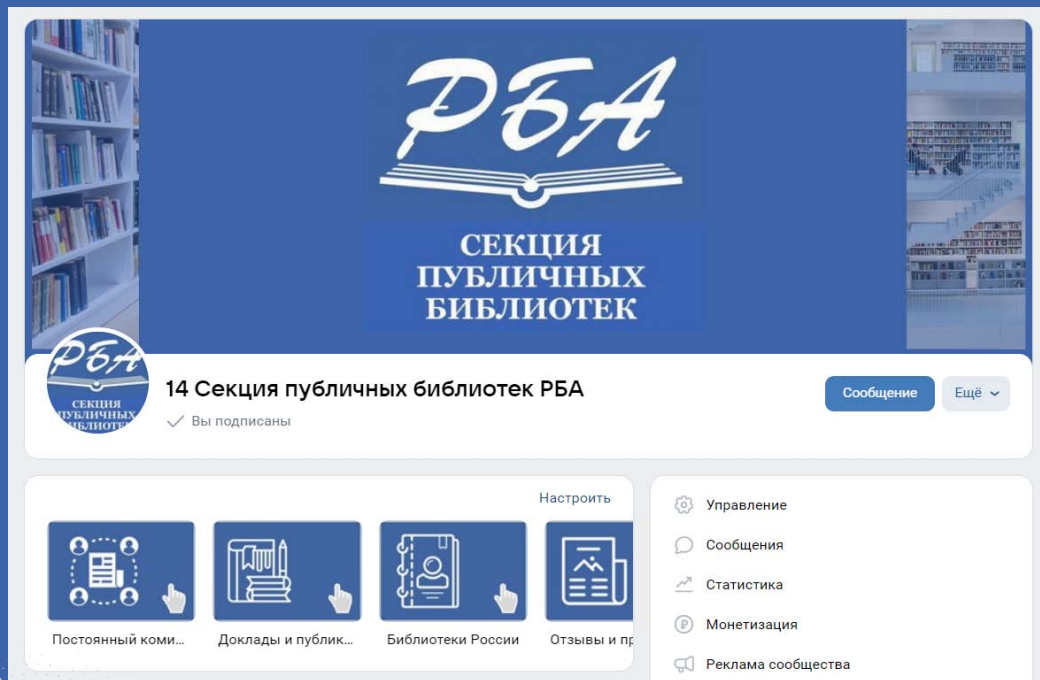 РБА
СЕКЦИЯ
ПУБЛИЧНЫХ
БИБЛИОТЕК
РБА
СЕКЦИЯ
ПУБЛИЧНЫХ
БИБЛИОТЕК
14 Секция публичных библиотек РБА
Вы подписаны
Сообщение
Ещё
Настроить
Постоянный коми...
Доклады и публик...
Библиотеки России
Отзывы и пр
Управление
Сообщения
Статистика
Монетизация
Реклама сообщества